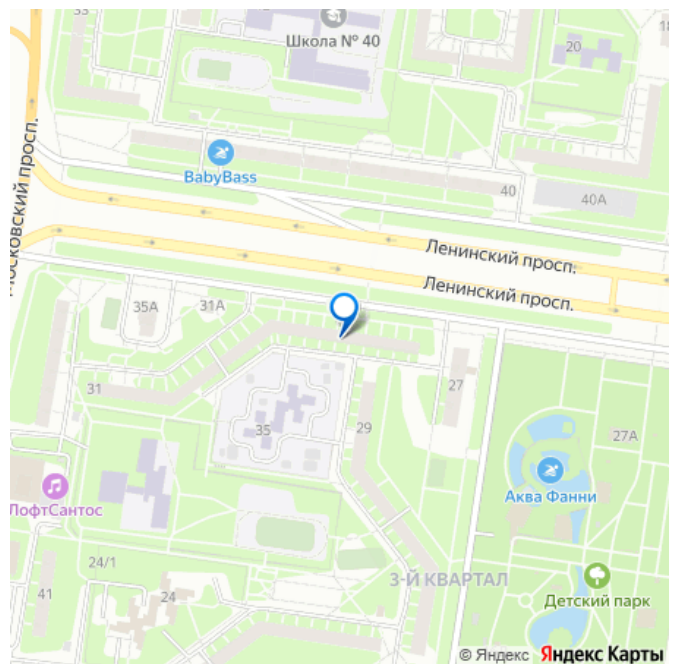 33
Школа № 40
20
18
Московский просп.
BabyBass
40
40А
Ленинский просп.
Ленинский просп.
35А
31А
31
27
35
29
27А
Аква Фанни
ЛофтСантос
24/1
3-Й КВАРТАЛ
41
24
Детский парк
© Яндекс Яндекс Карты